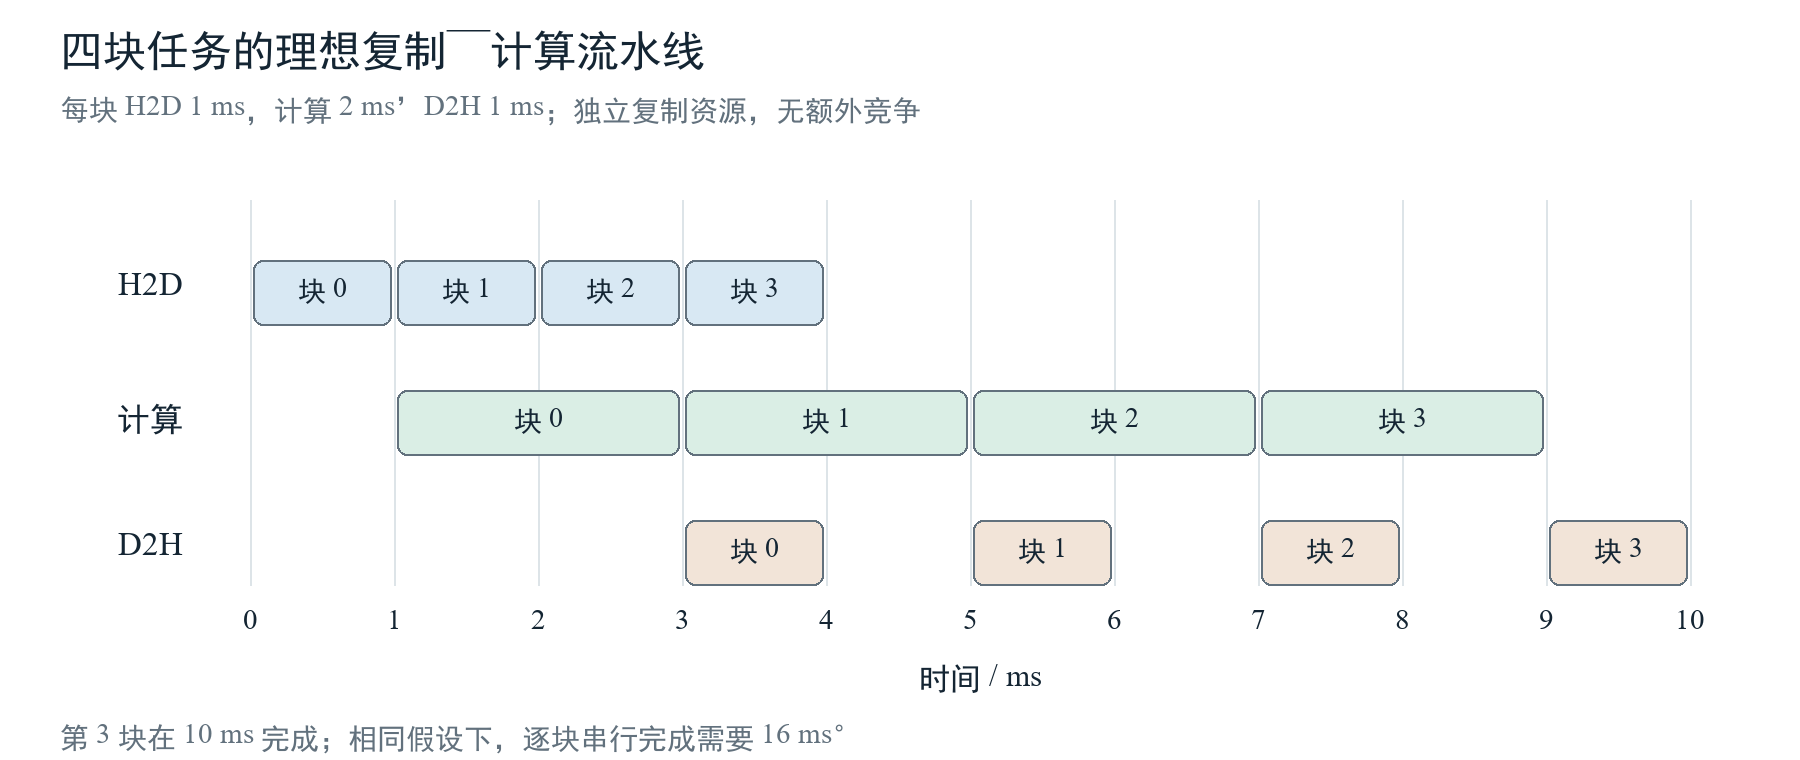 四块任务的理想复制——计算流水线
每块 H2D 1 ms，计算 2 ms，D2H 1 ms；独立复制资源，无额外竞争
H2D
块 0 块 1 块 2 块 3
计算
块 0 块 1 块 2 块 3
D2H
块 0 块 1 块 2 块 3
0 1 2 3 4 5 6 7 8 9 10
时间 / ms
第 3 块在 10 ms 完成；相同假设下，逐块串行完成需要 16 ms。